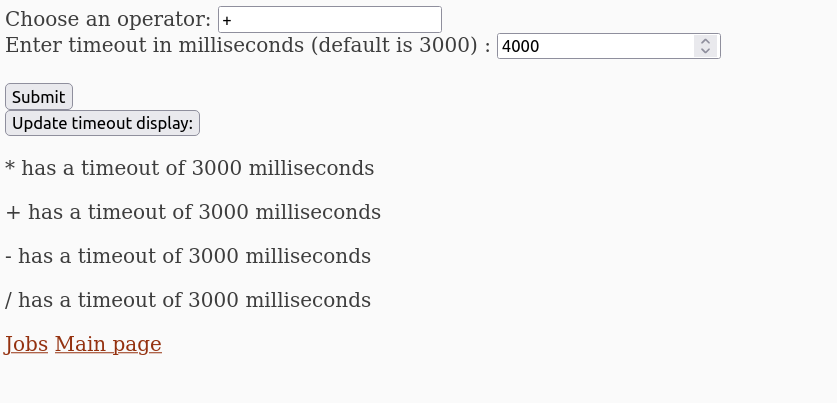 Choose an operator: +
Enter timeout in milliseconds (default is 3000) : 4000
Submit
Update timeout display:
* has a timeout of 3000 milliseconds
+ has a timeout of 3000 milliseconds
- has a timeout of 3000 milliseconds
/ has a timeout of 3000 milliseconds
Jobs Main page